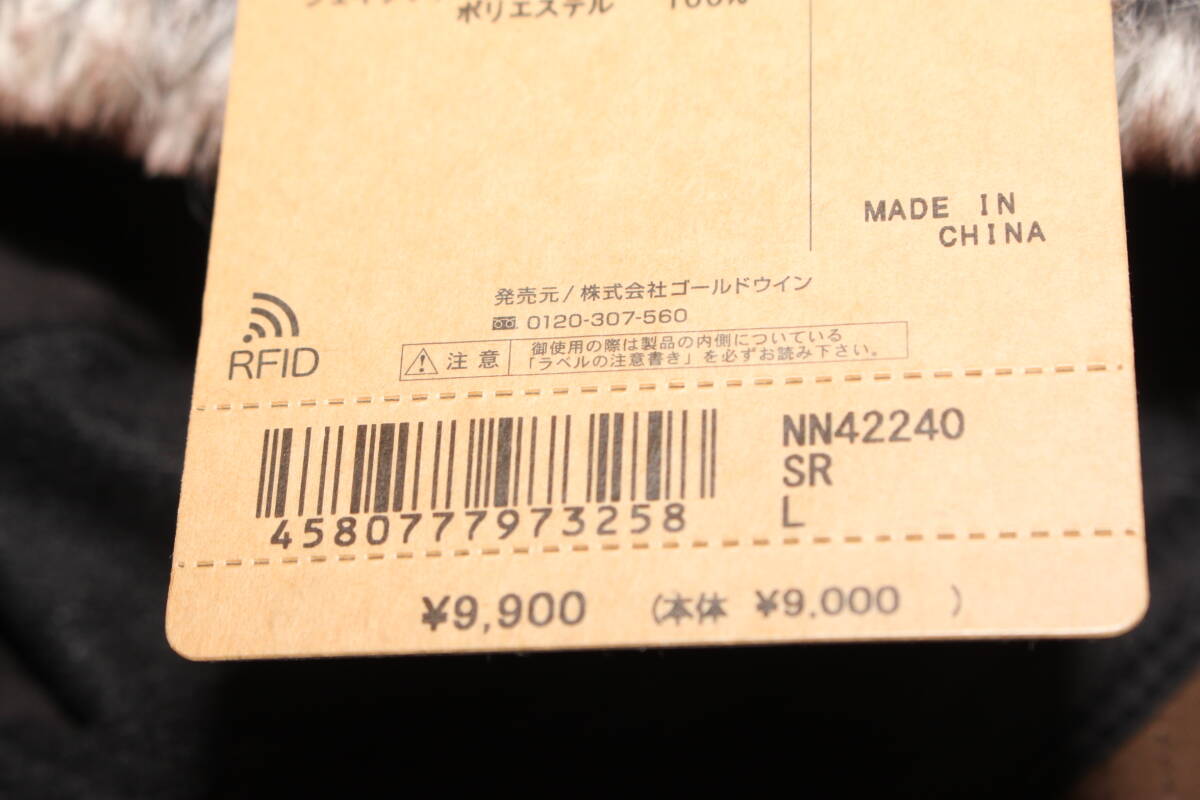 ポリエステル 100%
MADE IN
CHINA
発売元/株式会社ゴールドウイン
0120-307-560
RFID
注意
御使用の際は製品の内側についている
「ラベルの注意書き」を必ずお読み下さい。
4580777973258
NN42240
SR
L
¥9,900 (本体 ¥9,000 )